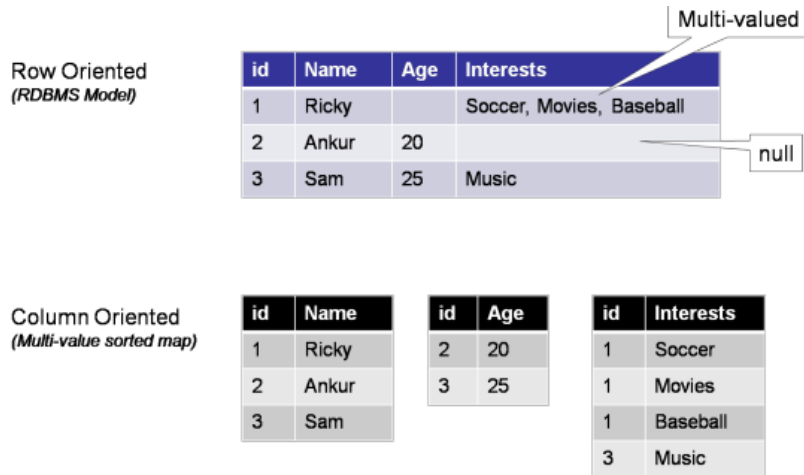 Multi-valued
Row Oriented
(RDBMS Model)
id Name Age Interests
1 Ricky Soccer, Movies, Baseball
2 Ankur 20
null
3 Sam 25 Music
Column Oriented
(Multi-value sorted map)
id Name
1 Ricky
2 Ankur
3 Sam
id Age
2 20
3 25
id Interests
1 Soccer
1 Movies
1 Baseball
3 Music